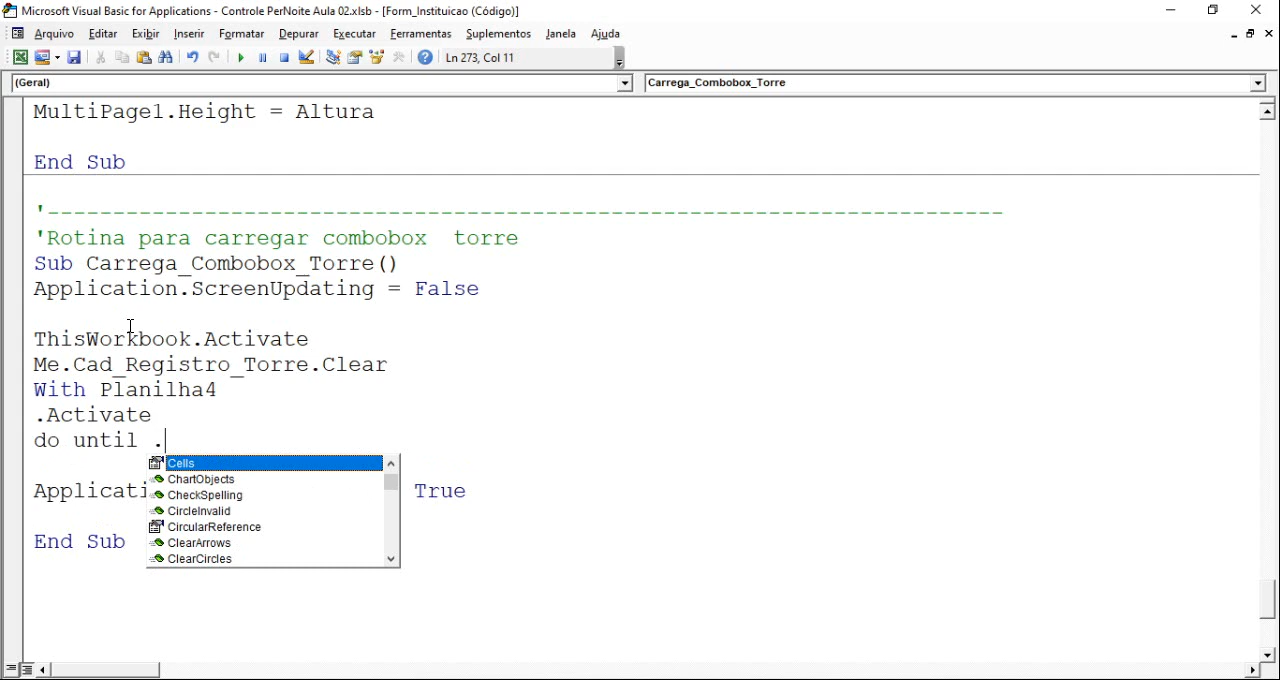 Microsoft Visual Basic for Applications - Controle PerNoite Aula 02.xlsb - [Form_Instituicao (Código)]
Arquivo Editar Exibir Inserir Formatar Depurar Executar Ferramentas Suplementos Janela Ajuda
Ln 273, Col 11
(Geral) Carrega_Combobox_Torre
MultiPage1.Height = Altura
End Sub
'-------------------------------------------------------------------------
'Rotina para carregar combobox  torre
Sub Carrega_Combobox_Torre()
Application.ScreenUpdating = False
ThisWorkbook.Activate
Me.Cad_Registro_Torre.Clear
With Planilha4
.Activate
do until .
Cells
ChartObjects
CheckSpelling
CircleInvalid
CircularReference
ClearArrows
ClearCircles
Applicati True
End Sub